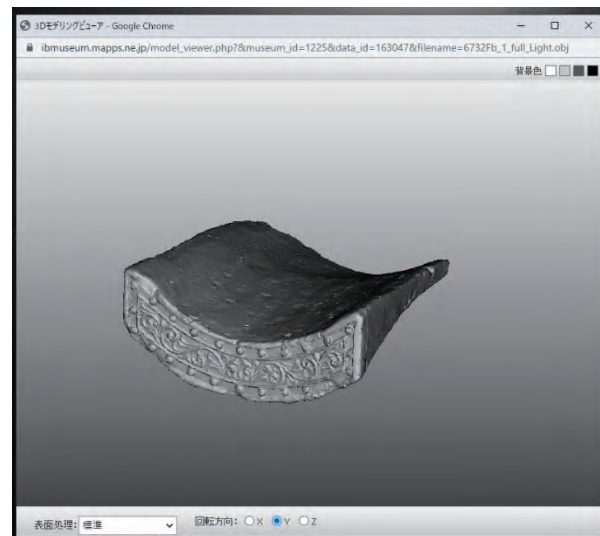 3Dモデリングビューア - Google Chrome
ibmuseum.mapps.ne.jp/model_viewer.php?&museum_id=1225&data_id=163047&filename=6732Fb_1_full_Light.obj
背景色
表面処理: 標準 回転方向: X Y Z